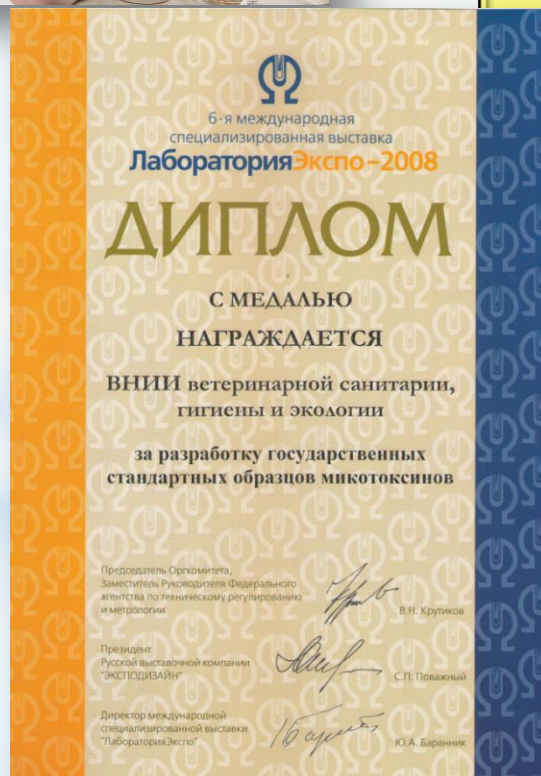 6-я международная
специализированная выставка
ЛабораторияЭкспо-2008
ДИПЛОМ
С МЕДАЛЬЮ
НАГРАЖДАЕТСЯ
ВНИИ ветеринарной санитарии,
гигиены и экологии
за разработку государственных
стандартных образцов микотоксинов
Председатель Оргкомитета,
Заместитель Руководителя Федерального
агентства по техническому регулированию
и метрологии
В.Н. Крутиков
Президент
Русской выставочной компании
"ЭКСПОДИЗАЙН"
С.П. Поважный
Директор международной
специализированной выставки
"ЛабораторияЭкспо"
Ю.А. Баранник